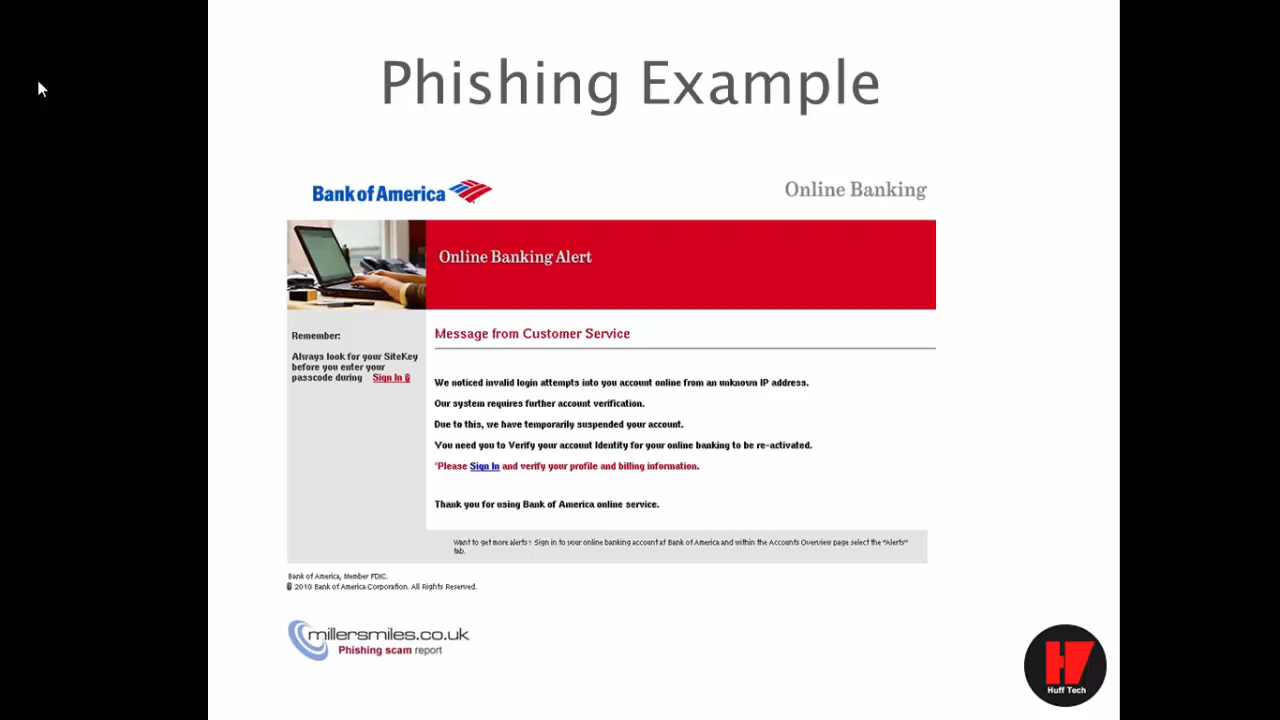 Phishing Example
Bank of America
Online Banking
Online Banking Alert
Message from Customer Service
Remember:
Always look for your SiteKey
before you enter your
passcode during Sign In
We noticed invalid login attempts into you account online from an unknown IP address.
Our system requires further account verification.
Due to this, we have temporarily suspended your account.
You need you to Verify your account Identity for your online banking to be re-activated.
*Please Sign In and verify your profile and billing information.
Thank you for using Bank of America online service.
Want to get more alerts? Sign in to your online banking account at Bank of America and within the Accounts Overview page select the "Alerts"
tab.
Bank of America, Member FDIC.
2010 Bank of America Corporation. All Rights Reserved.
millersmiles.co.uk
Phishing scam report
Huff Tech